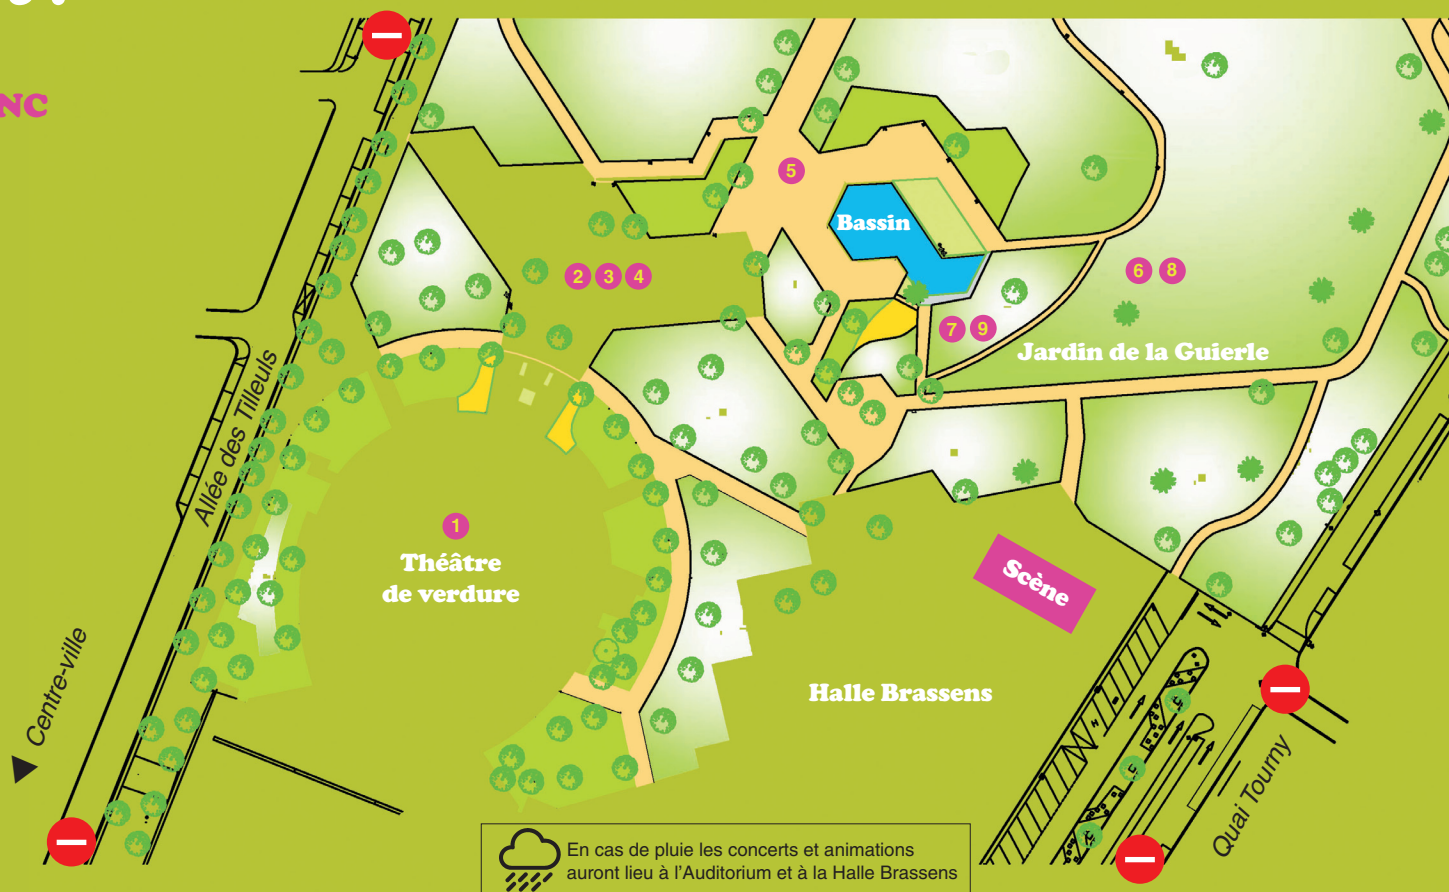 NC
5
Bassin
2 3 4
6 8
7 9
Jardin de la Guierle
Allée des Tilleuls
1
Théâtre
de verdure
Scène
Centre-ville
Halle Brassens
Quai Tourny
En cas de pluie les concerts et animations
auront lieu à l'Auditorium et à la Halle Brassens